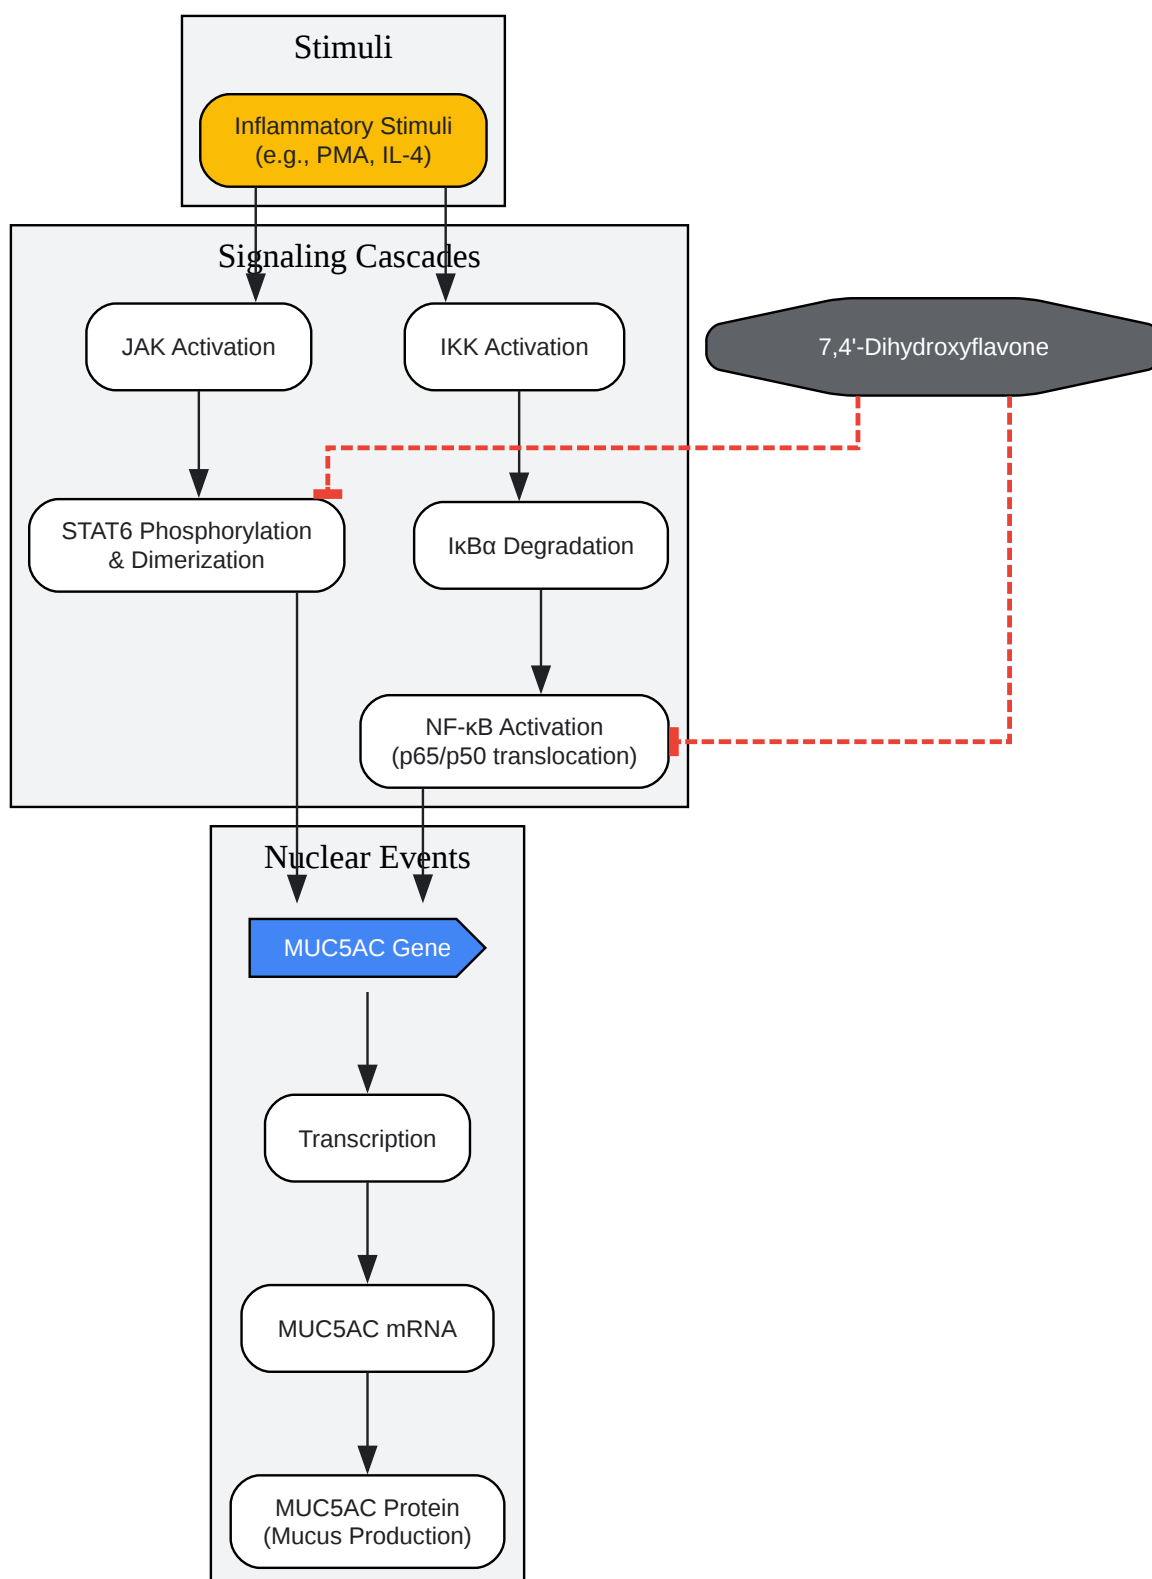 Stimuli
Inflammatory Stimuli
(e.g., PMA, IL-4)
Signaling Cascades
JAK Activation
IKK Activation
7,4'-Dihydroxyflavone
STAT6 Phosphorylation
& Dimerization
IκBα Degradation
NF-κB Activation
(p65/p50 translocation)
Nuclear Events
MUC5AC Gene
Transcription
MUC5AC mRNA
MUC5AC Protein
(Mucus Production)